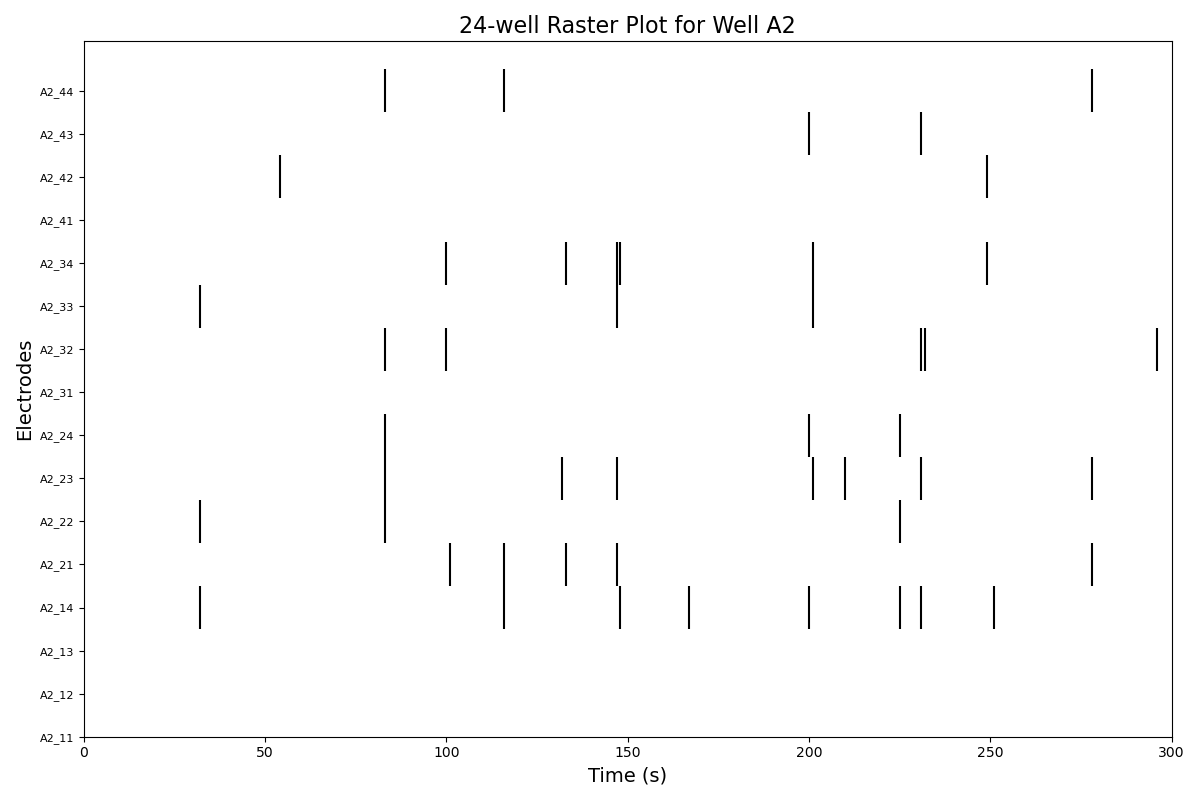 24-well Raster Plot for Well A2
Electrodes
A2_44
A2_43
A2_42
A2_41
A2_34
A2_33
A2_32
A2_31
A2_24
A2_23
A2_22
A2_21
A2_14
A2_13
A2_12
A2_11
0 50 100 150 200 250 300
Time (s)